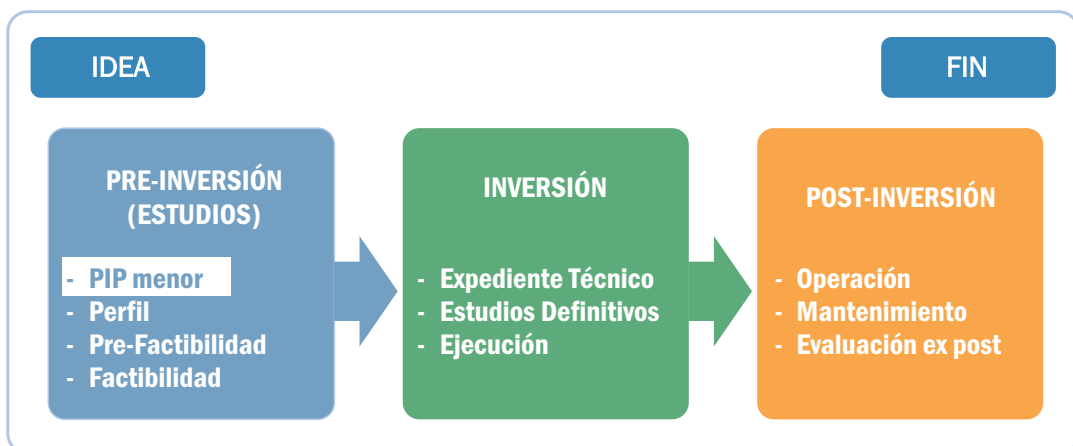 IDEA
FIN
PRE-INVERSIÓN
(ESTUDIOS)
- PIP menor
- Perfil
- Pre-Factibilidad
- Factibilidad
INVERSIÓN
- Expediente Técnico
- Estudios Definitivos
- Ejecución
POST-INVERSIÓN
- Operación
- Mantenimiento
- Evaluación ex post